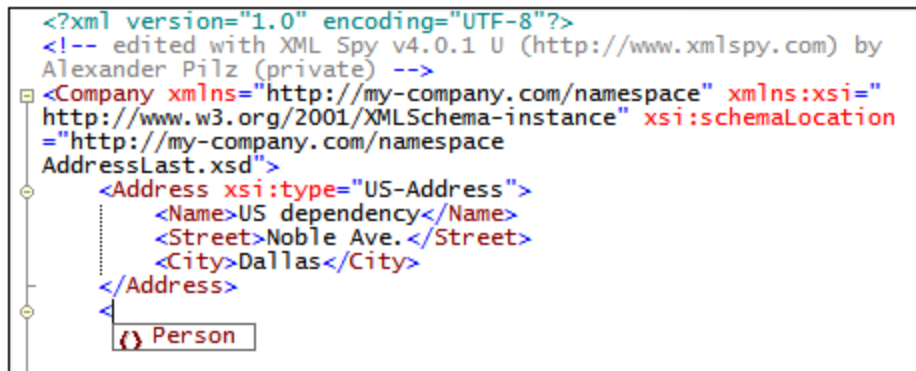 <?xml version="1.0" encoding="UTF-8"?>
<!-- edited with XML Spy v4.0.1 U (http://www.xmlspy.com) by
Alexander Pilz (private) -->
<Company xmlns="http://my-company.com/namespace" xmlns:xsi="
http://www.w3.org/2001/XMLSchema-instance" xsi:schemaLocation
="http://my-company.com/namespace
AddressLast.xsd">
<Address xsi:type="US-Address">
<Name>US dependency</Name>
<Street>Noble Ave.</Street>
<City>Dallas</City>
</Address>
<
{} Person